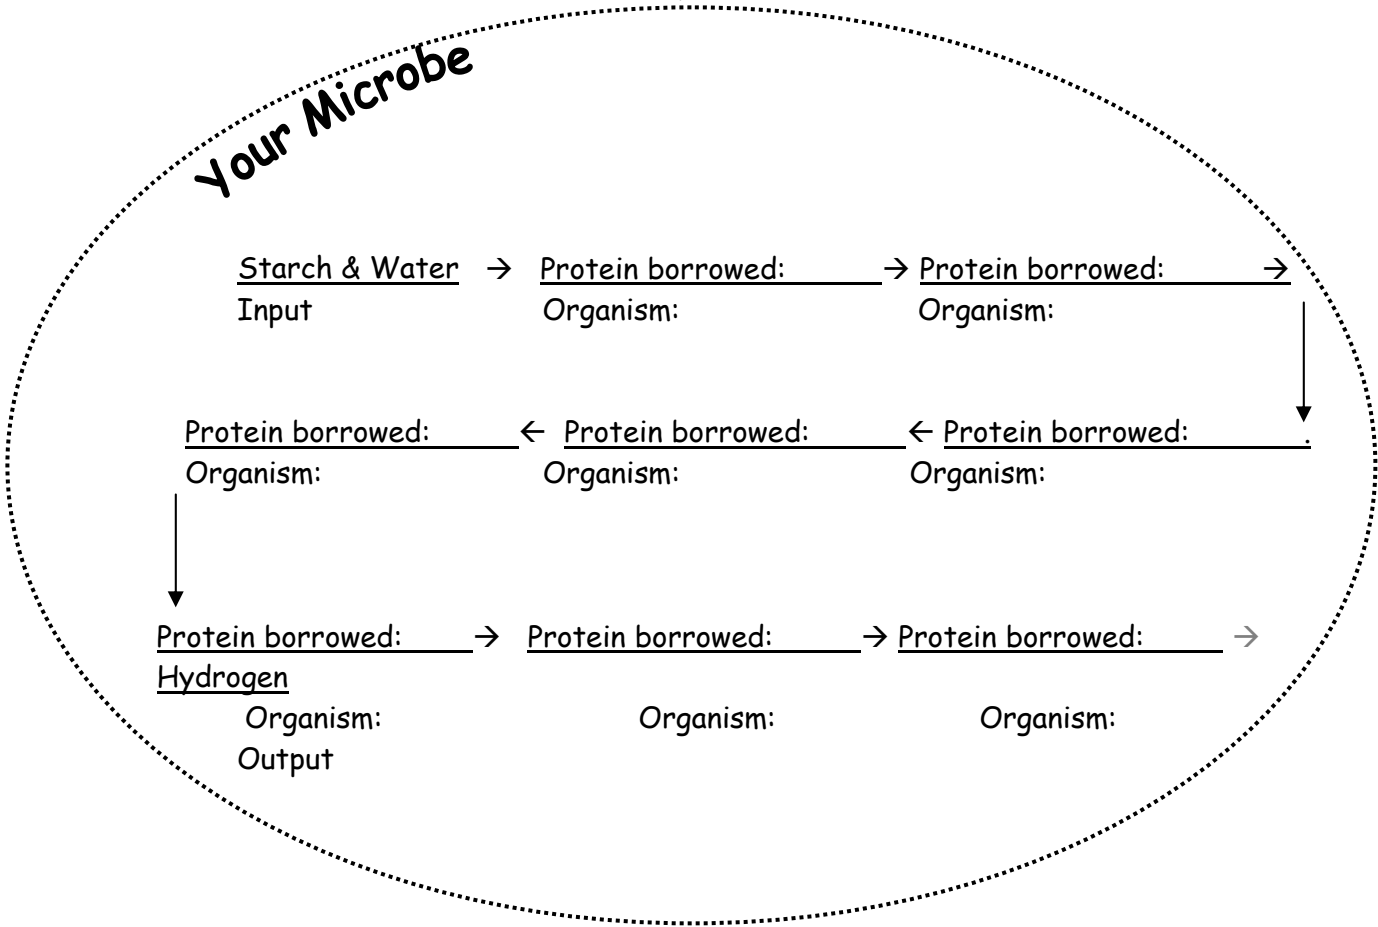 Your Microbe
Starch & Water → Protein borrowed: → Protein borrowed: →
Input Organism: Organism:
Protein borrowed: ← Protein borrowed: ← Protein borrowed: .
Organism: Organism: Organism:
Protein borrowed: → Protein borrowed: → Protein borrowed: →
Hydrogen
Organism: Organism: Organism:
Output